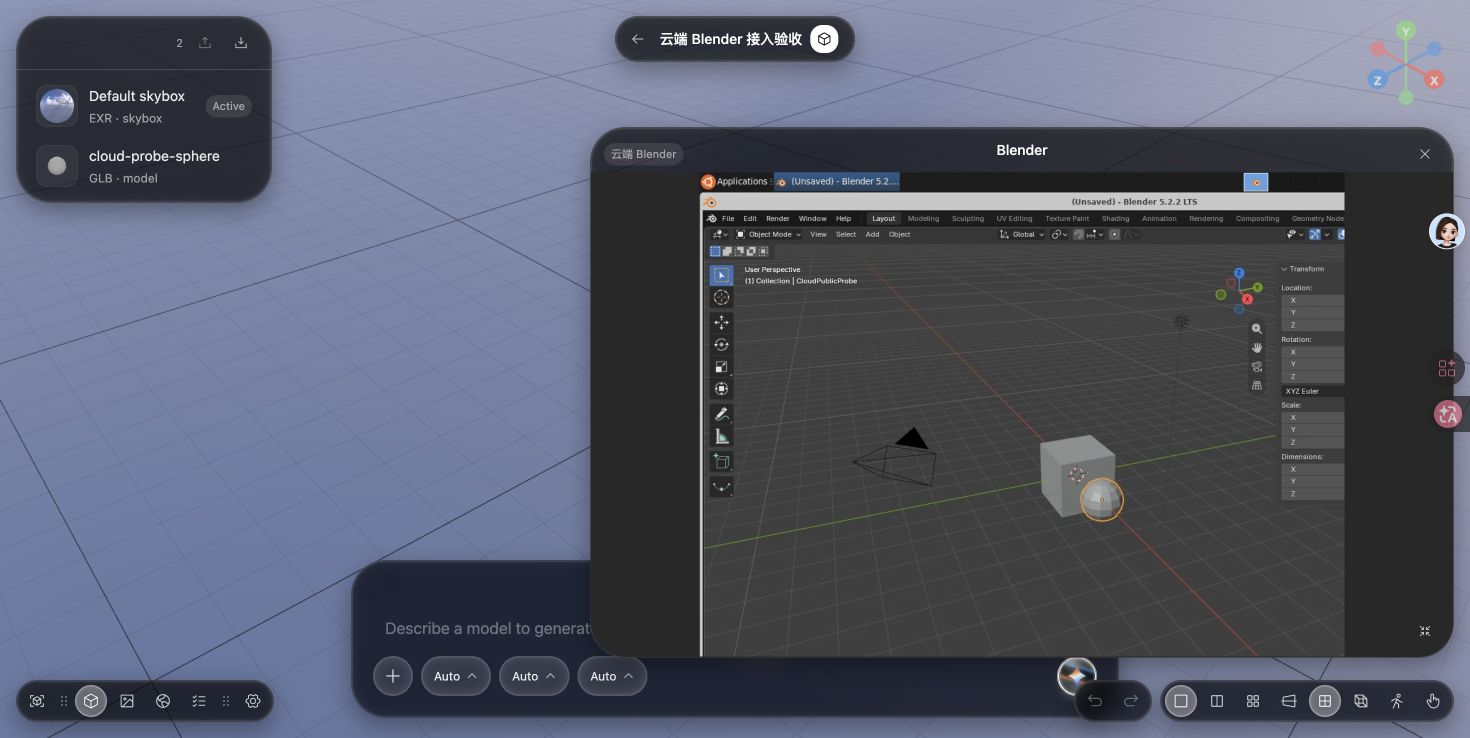 2
Default skybox
EXR · skybox
Active
cloud-probe-sphere
GLB · model
云端 Blender 接入验收
Y
Z
X
云端 Blender
Blender
Applications
(Unsaved) - Blender 5.2....
(Unsaved) - Blender 5.2.2 LTS
File Edit Render Window Help Layout Modeling Sculpting UV Editing Texture Paint Shading Animation Rendering Compositing Geometry Node
Object Mode View Select Add Object Global
User Perspective
(1) Collection | CloudPublicProbe
Z
Y
X
Transform
Location:
X
Y
Z
Rotation:
X
Y
Z
XYZ Euler
Scale:
X
Y
Z
Dimensions:
X
Y
Z
Describe a model to generat
Auto
Auto
Auto
A